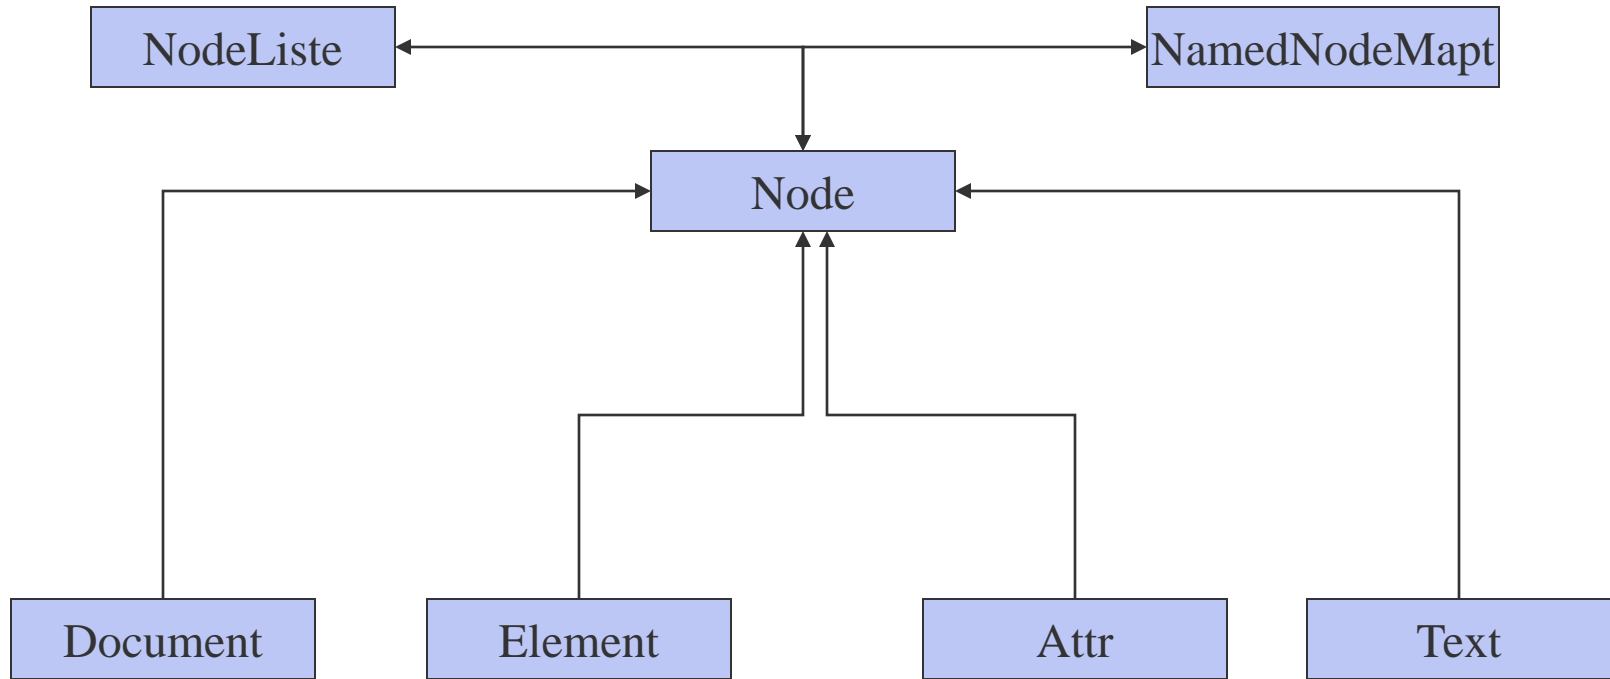 NodeListe
NamedNodeMapt
Node
Document
Element
Attr
Text